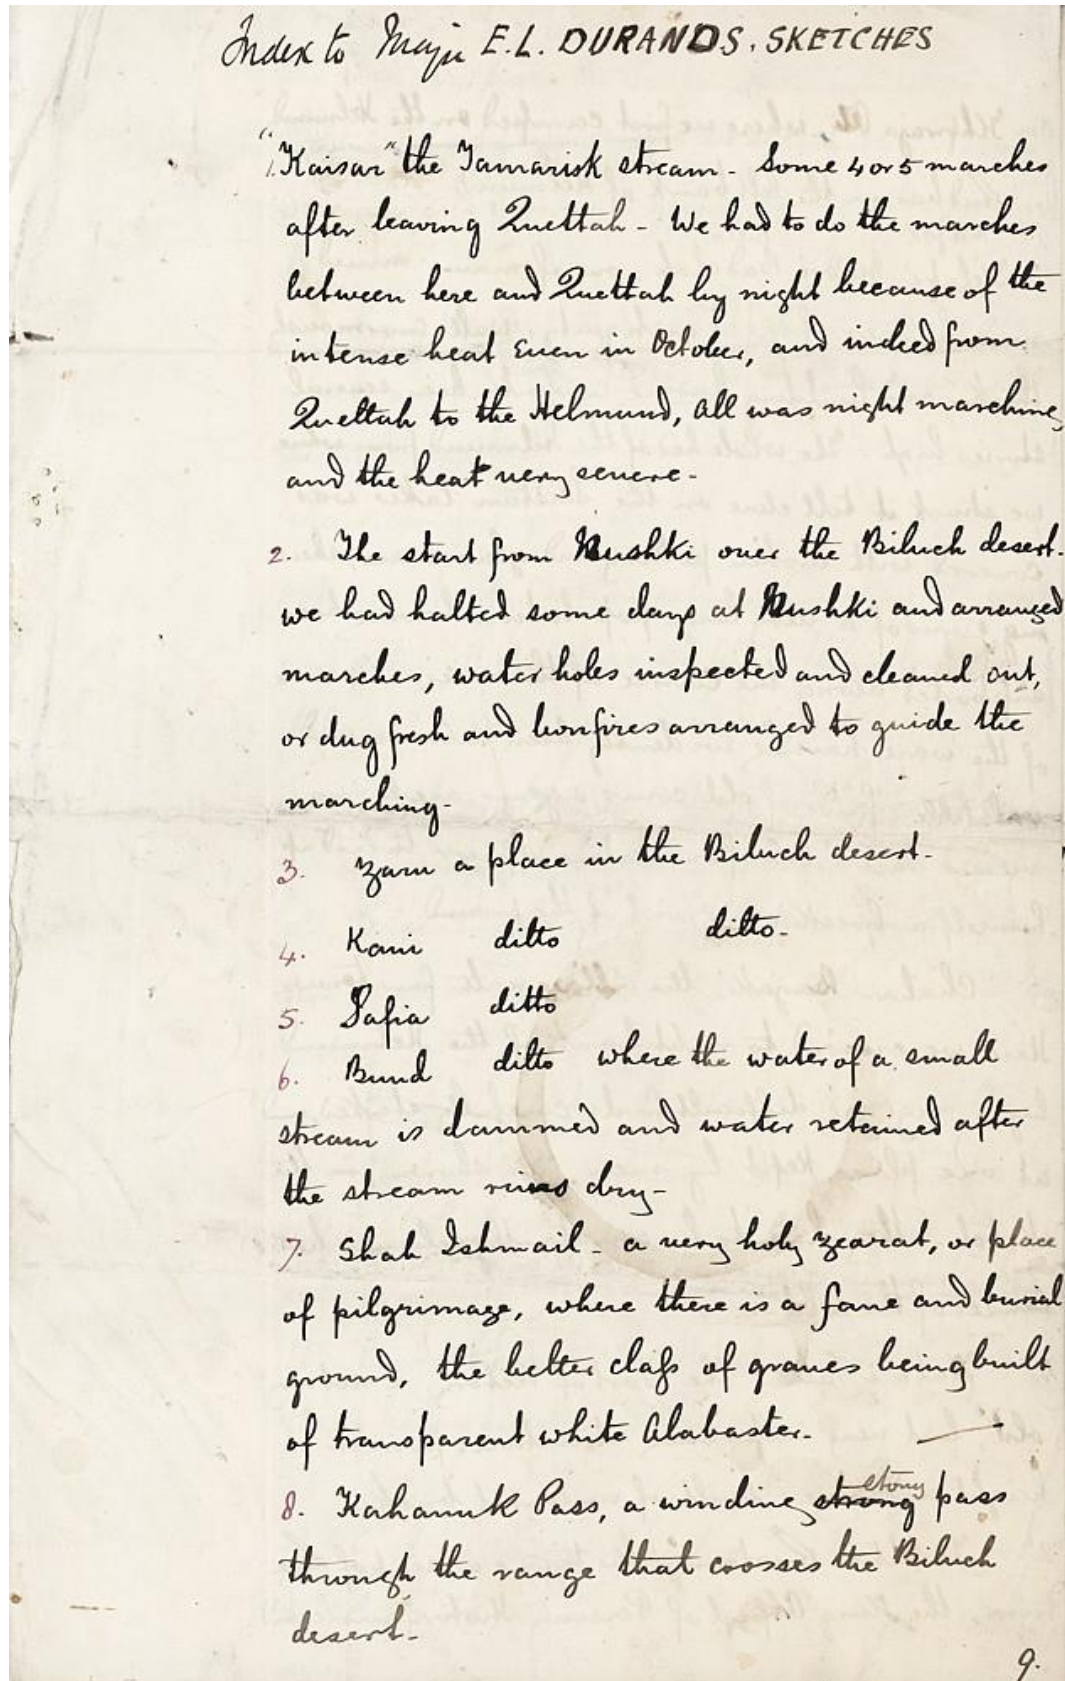 Index to Major E.L. DURANDS. SKETCHES
1. "Kaisar" the Tamarisk stream - Some 4 or 5 marches
after leaving Quettah - We had to do the marches
between here and Quettah by night because of the
intense heat even in October, and indeed from
Quettah to the Helmund, all was night marching
and the heat very severe -
2. The start from Nushki over the Biluch desert.
we had halted some days at Nushki and arranged
marches, water holes inspected and cleaned out,
or dug fresh and bonfires arranged to guide the
marching -
3. Zaru a place in the Biluch desert -
4. Kani ditto ditto -
5. Safia ditto
6. Bund ditto where the water of a small
stream is dammed and water retained after
the stream runs dry -
7. Shah Ishmail - a very holy zearat, or place
of pilgrimage, where there is a fane and burial
ground, the better class of graves being built
of transparent white Alabaster -
8. Kahanuk Pass, a winding strong stony pass
through the range that crosses the Biluch
desert -
9.